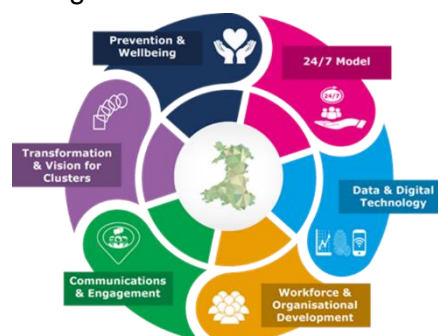 Prevention &
Wellbeing
24/7 Model
24/7
Data & Digital
Technology
Workforce &
Organisational
Development
Communications
& Engagement
Transformation
& Vision for
Clusters